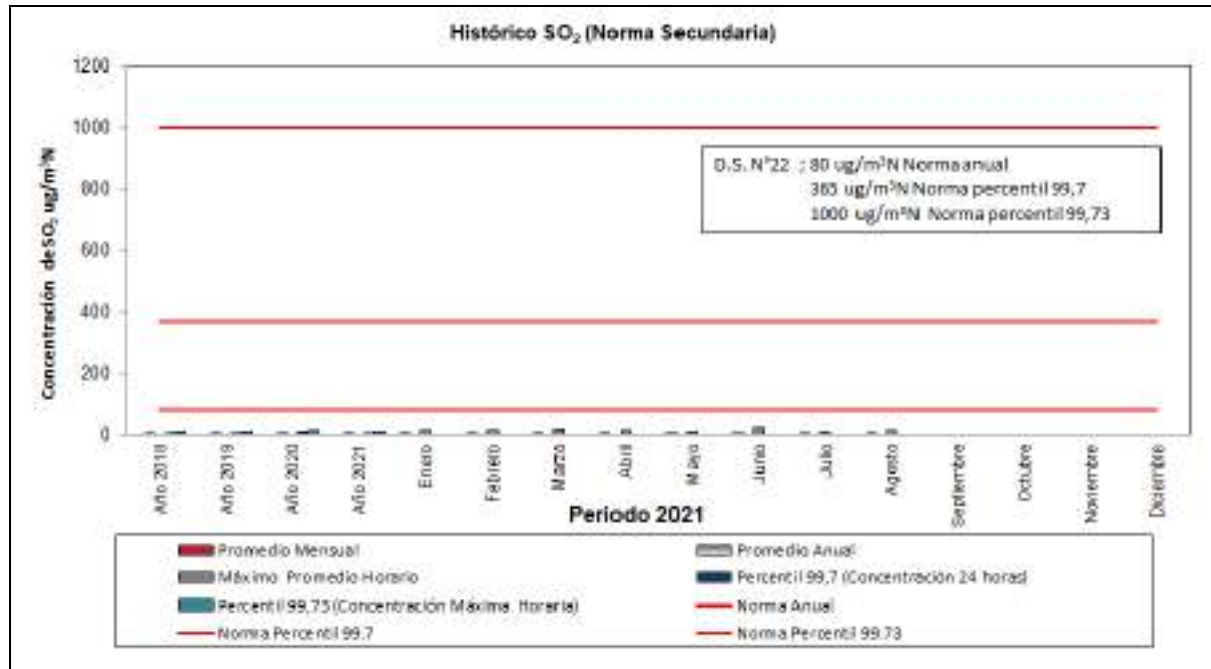 Histórico SO₂ (Norma Secundaria)
1200
1000
800
600
400
200
0
Concentración de SO₂ ug/m³N
D.S. N°22 ; 80 ug/m³N Norma anual
365 ug/m³N Norma percentil 99,7
1000 ug/m³N Norma percentil 99,73
Año 2018
Año 2019
Año 2020
Año 2021
Enero
Febrero
Marzo
Abril
Mayo
Junio
Julio
Agosto
Septiembre
Octubre
Noviembre
Diciembre
Periodo 2021
Promedio Mensual
Promedio Anual
Máximo Promedio Horario
Percentil 99,7 (Concentración 24 horas)
Percentil 99,73 (Concentración Máxima Horaria)
Norma Anual
Norma Percentil 99.7
Norma Percentil 99.73